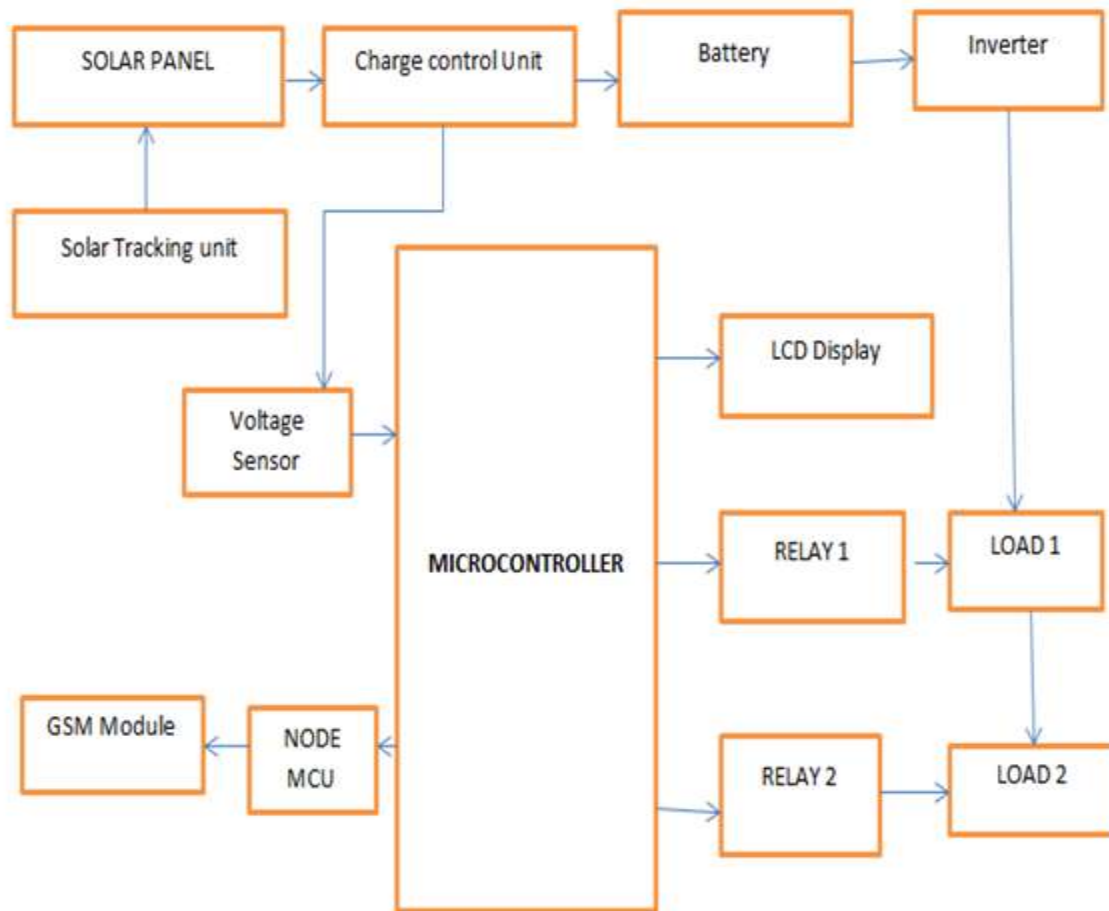 SOLAR PANEL
Charge control Unit
Battery
Inverter
Solar Tracking unit
LCD Display
Voltage
Sensor
MICROCONTROLLER
RELAY 1
LOAD 1
GSM Module
NODE
MCU
RELAY 2
LOAD 2